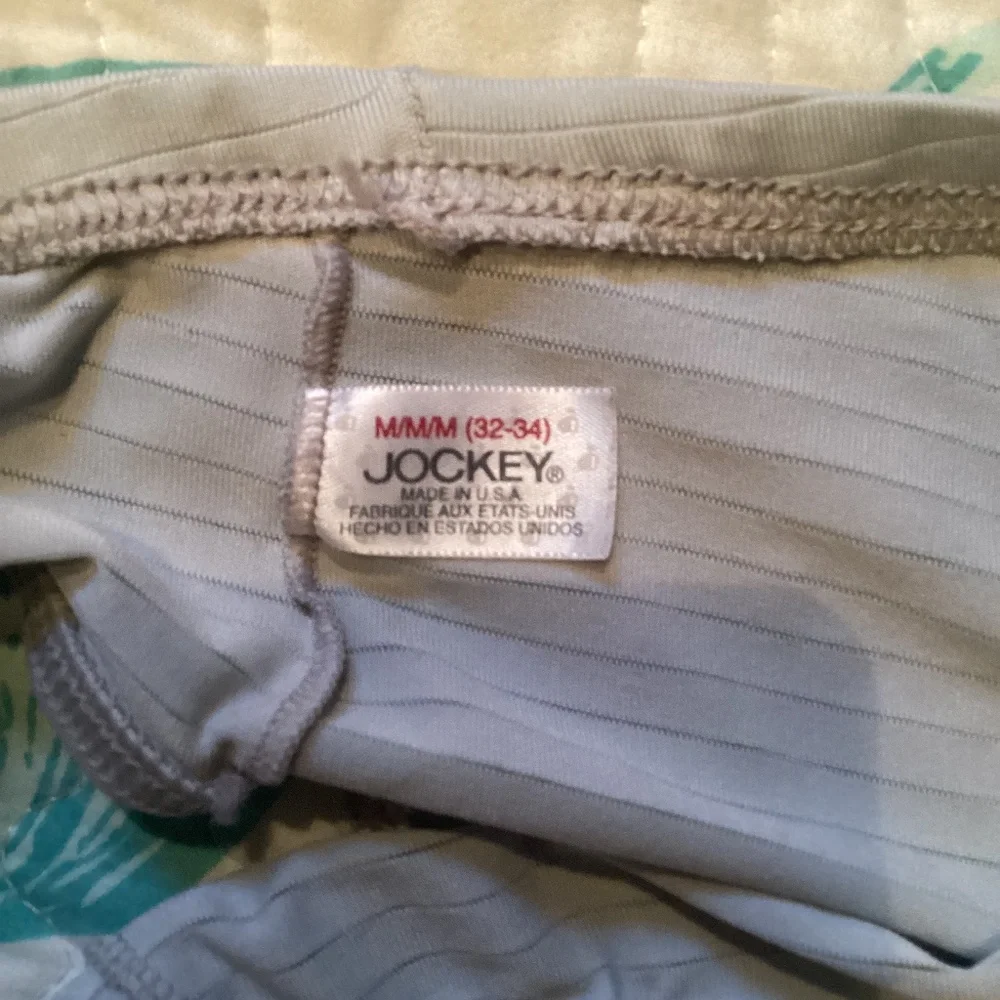 M/M/M (32-34)
JOCKEY®
MADE IN U.S.A
FABRIQUE AUX ETATS-UNIS
HECHO EN ESTADOS UNIDOS